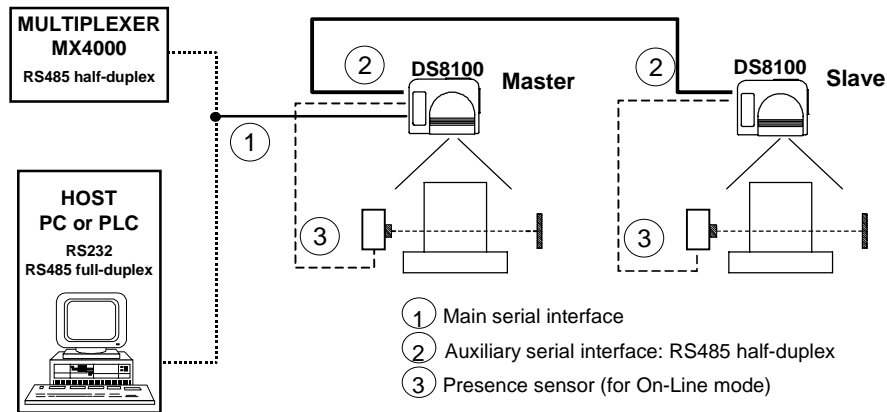 MULTIPLEXER
MX4000
RS485 half-duplex
HOST
PC or PLC
RS232
RS485 full-duplex
1
2
DS8100
Master
3
2
DS8100
Slave
3
1 Main serial interface
2 Auxiliary serial interface: RS485 half-duplex
3 Presence sensor (for On-Line mode)